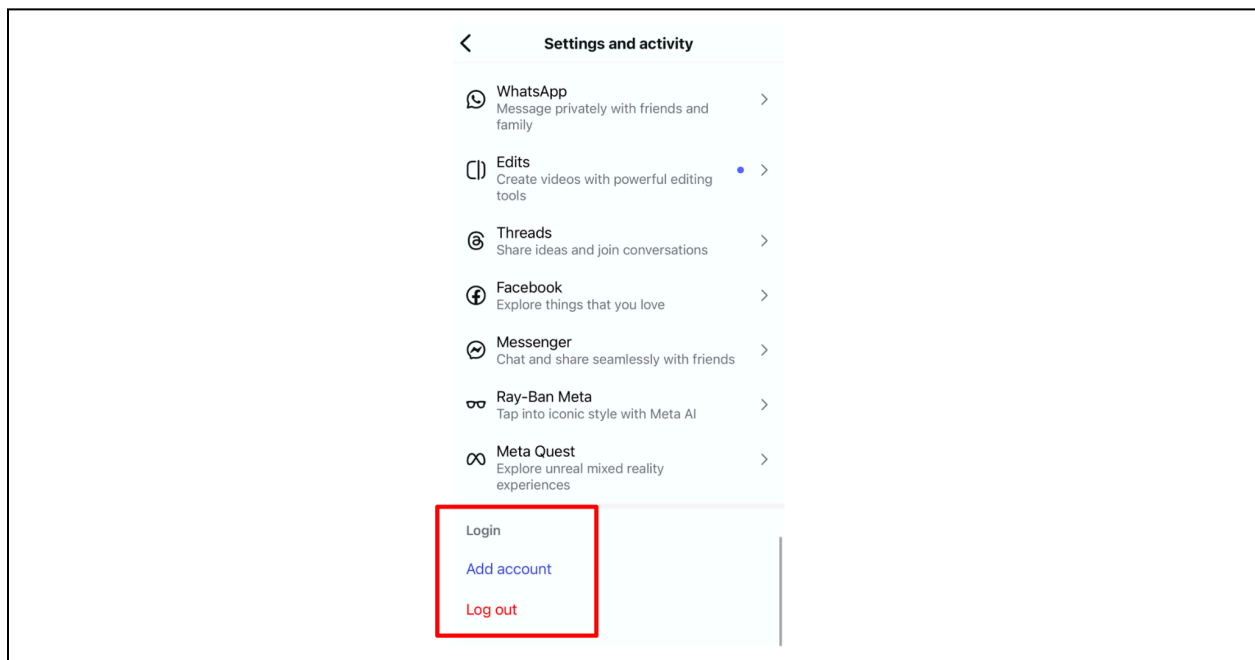 Settings and activity
WhatsApp
Message privately with friends and
family
Edits
Create videos with powerful editing
tools
Threads
Share ideas and join conversations
Facebook
Explore things that you love
Messenger
Chat and share seamlessly with friends
Ray-Ban Meta
Tap into iconic style with Meta AI
Meta Quest
Explore unreal mixed reality
experiences
Login
Add account
Log out